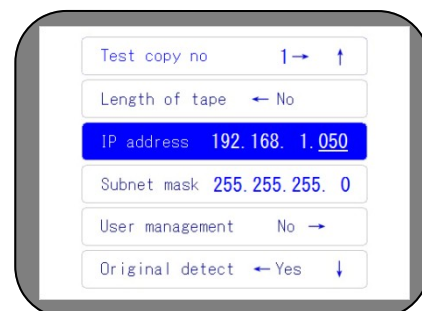 Test copy no 1→ ↑
Length of tape ← No
IP address 192.168. 1.050
Subnet mask 255.255.255. 0
User management No →
Original detect ←Yes ↓